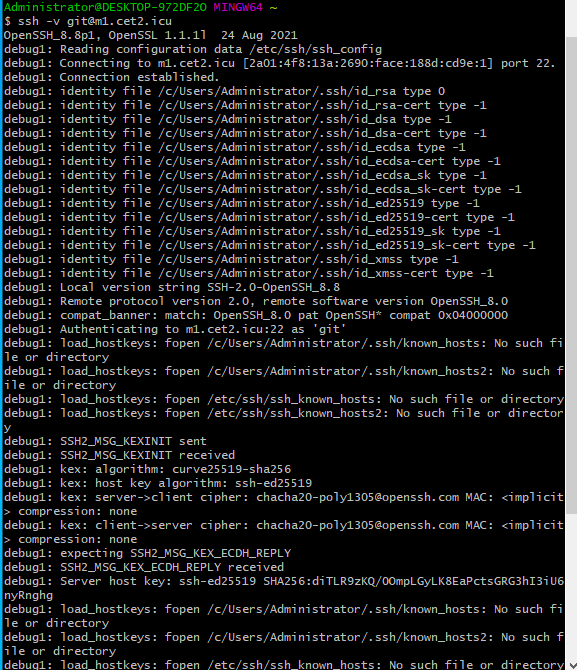 Administrator@DESKTOP-972DF2O MINGW64 ~
$ ssh -v git@m1.cet2.icu
OpenSSH_8.8p1, OpenSSL 1.1.1l  24 Aug 2021
debug1: Reading configuration data /etc/ssh/ssh_config
debug1: Connecting to m1.cet2.icu [2a01:4f8:13a:2690:face:188d:cd9e:1] port 22.
debug1: Connection established.
debug1: identity file /c/Users/Administrator/.ssh/id_rsa type 0
debug1: identity file /c/Users/Administrator/.ssh/id_rsa-cert type -1
debug1: identity file /c/Users/Administrator/.ssh/id_dsa type -1
debug1: identity file /c/Users/Administrator/.ssh/id_dsa-cert type -1
debug1: identity file /c/Users/Administrator/.ssh/id_ecdsa type -1
debug1: identity file /c/Users/Administrator/.ssh/id_ecdsa-cert type -1
debug1: identity file /c/Users/Administrator/.ssh/id_ecdsa_sk type -1
debug1: identity file /c/Users/Administrator/.ssh/id_ecdsa_sk-cert type -1
debug1: identity file /c/Users/Administrator/.ssh/id_ed25519 type -1
debug1: identity file /c/Users/Administrator/.ssh/id_ed25519-cert type -1
debug1: identity file /c/Users/Administrator/.ssh/id_ed25519_sk type -1
debug1: identity file /c/Users/Administrator/.ssh/id_ed25519_sk-cert type -1
debug1: identity file /c/Users/Administrator/.ssh/id_xmss type -1
debug1: identity file /c/Users/Administrator/.ssh/id_xmss-cert type -1
debug1: Local version string SSH-2.0-OpenSSH_8.8
debug1: Remote protocol version 2.0, remote software version OpenSSH_8.0
debug1: compat_banner: match: OpenSSH_8.0 pat OpenSSH* compat 0x04000000
debug1: Authenticating to m1.cet2.icu:22 as 'git'
debug1: load_hostkeys: fopen /c/Users/Administrator/.ssh/known_hosts: No such fi
le or directory
debug1: load_hostkeys: fopen /c/Users/Administrator/.ssh/known_hosts2: No such f
ile or directory
debug1: load_hostkeys: fopen /etc/ssh/ssh_known_hosts: No such file or directory
debug1: load_hostkeys: fopen /etc/ssh/ssh_known_hosts2: No such file or director
y
debug1: SSH2_MSG_KEXINIT sent
debug1: SSH2_MSG_KEXINIT received
debug1: kex: algorithm: curve25519-sha256
debug1: kex: host key algorithm: ssh-ed25519
debug1: kex: server->client cipher: chacha20-poly1305@openssh.com MAC: <implicit
> compression: none
debug1: kex: client->server cipher: chacha20-poly1305@openssh.com MAC: <implicit
> compression: none
debug1: expecting SSH2_MSG_KEX_ECDH_REPLY
debug1: SSH2_MSG_KEX_ECDH_REPLY received
debug1: Server host key: ssh-ed25519 SHA256:diTLR9zKQ/0OmpLGyLK8EaPctsGRG3hI3iU6
nyRnghg
debug1: load_hostkeys: fopen /c/Users/Administrator/.ssh/known_hosts: No such fi
le or directory
debug1: load_hostkeys: fopen /c/Users/Administrator/.ssh/known_hosts2: No such f
ile or directory
debug1: load_hostkeys: fopen /etc/ssh/ssh_known_hosts: No such file or directory